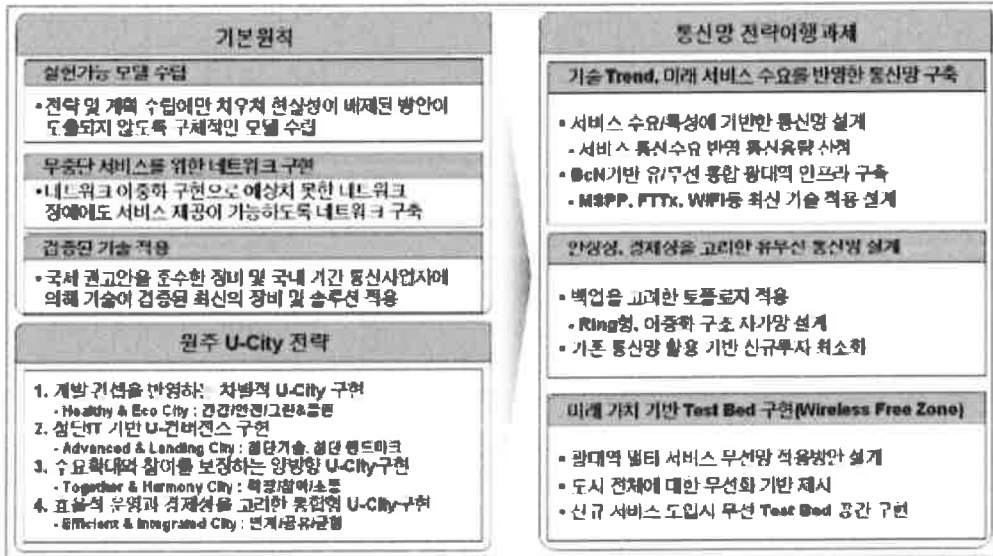 기본원칙
실현가능 모델 수립
• 전략 및 계획 수립에만 치우쳐 현실성이 배제된 방안이
도출되지 않도록 구체적인 모델 수립
무중단 서비스를 위한 네트워크 구현
• 네트워크 이중화 구현으로 예상치 못한 네트워크
장애에도 서비스 제공이 가능하도록 네트워크 구축
검증된 기술 적용
• 국제 권고안을 준수한 장비 및 국내 기간 통신사업자에
의해 기술이 검증된 최신의 장비 및 솔루션 적용
원주 U-City 전략
1. 개발 컨셉을 반영하는 차별적 U-City 구현
- Healthy & Eco City : 건강/안전/그린&클린
2. 첨단IT 기반 U-컨버전스 구현
- Advanced & Landing City : 첨단기술, 첨단 랜드마크
3. 수요확대와 참여를 보장하는 양방향 U-City구현
- Together & Harmony City : 확장/참여/소통
4. 효율적 운영과 경제성을 고려한 통합형 U-City구현
- Efficient & Integrated City : 연계/공유/균형
통신망 전략이행과제
기술 Trend, 미래 서비스 수요를 반영한 통신망 구축
• 서비스 수요/특성에 기반한 통신망 설계
- 서비스 통신수요 반영 통신용량 산정
• BcN기반 유/무선 통합 광대역 인프라 구축
- MSPP, FTTx, WiFi등 최신 기술 적용 설계
안정성, 경제성을 고려한 유무선 통신망 설계
• 백업을 고려한 토폴로지 적용
- Ring형, 이중화 구조 자가망 설계
• 기존 통신망 활용 기반 신규투자 최소화
미래 가치 기반 Test Bed 구현(Wireless Free Zone)
• 광대역 멀티 서비스 무선망 적용방안 설계
• 도시 전체에 대한 무선화 기반 제시
• 신규 서비스 도입시 무선 Test Bed 공간 구현